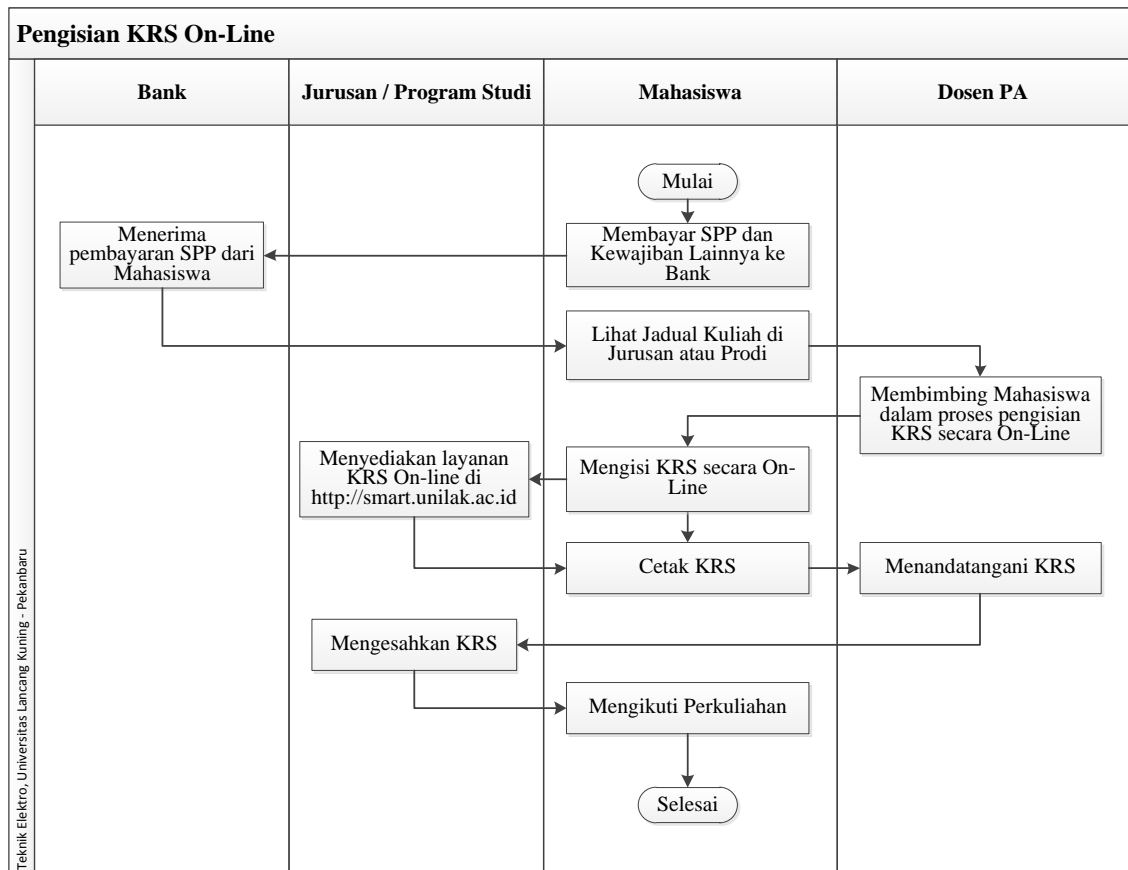 Pengisian KRS On-Line
Bank
Jurusan / Program Studi
Mahasiswa
Dosen PA
Mulai
Membayar SPP dan
Kewajiban Lainnya ke
Bank
Menerima
pembayaran SPP dari
Mahasiswa
Lihat Jadual Kuliah di
Jurusan atau Prodi
Membimbing Mahasiswa
dalam proses pengisian
KRS secara On-Line
Mengisi KRS secara On-
Line
Menyediakan layanan
KRS On-line di
http://smart.unilak.ac.id
Cetak KRS
Menandatangani KRS
Mengesahkan KRS
Mengikuti Perkuliahan
Selesai
Teknik Elektro, Universitas Lancang Kuning - Pekanbaru